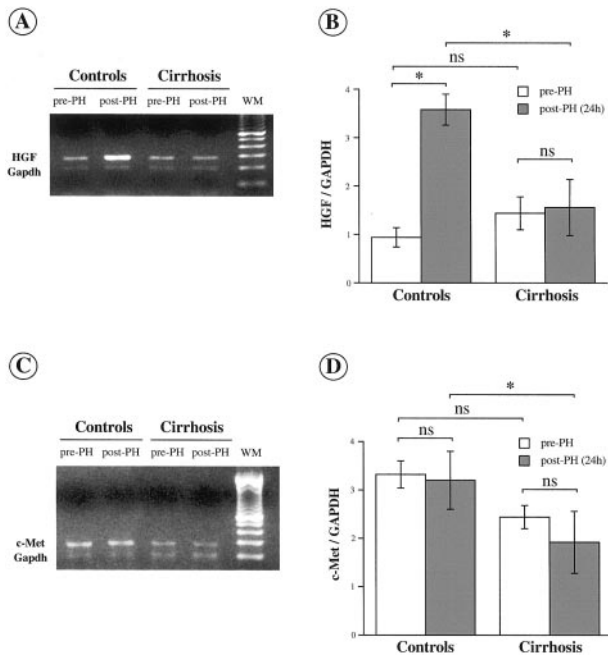 A
Controls Cirrhosis
pre-PH post-PH pre-PH post-PH WM
HGF
Gapdh
B
*
ns
*
ns
pre-PH
post-PH (24h)
HGF / GAPDH
4
3
2
1
0
Controls Cirrhosis
C
Controls Cirrhosis
pre-PH post-PH pre-PH post-PH WM
c-Met
Gapdh
D
*
ns
ns
ns
pre-PH
post-PH (24h)
c-Met / GAPDH
4
3
2
1
0
Controls Cirrhosis